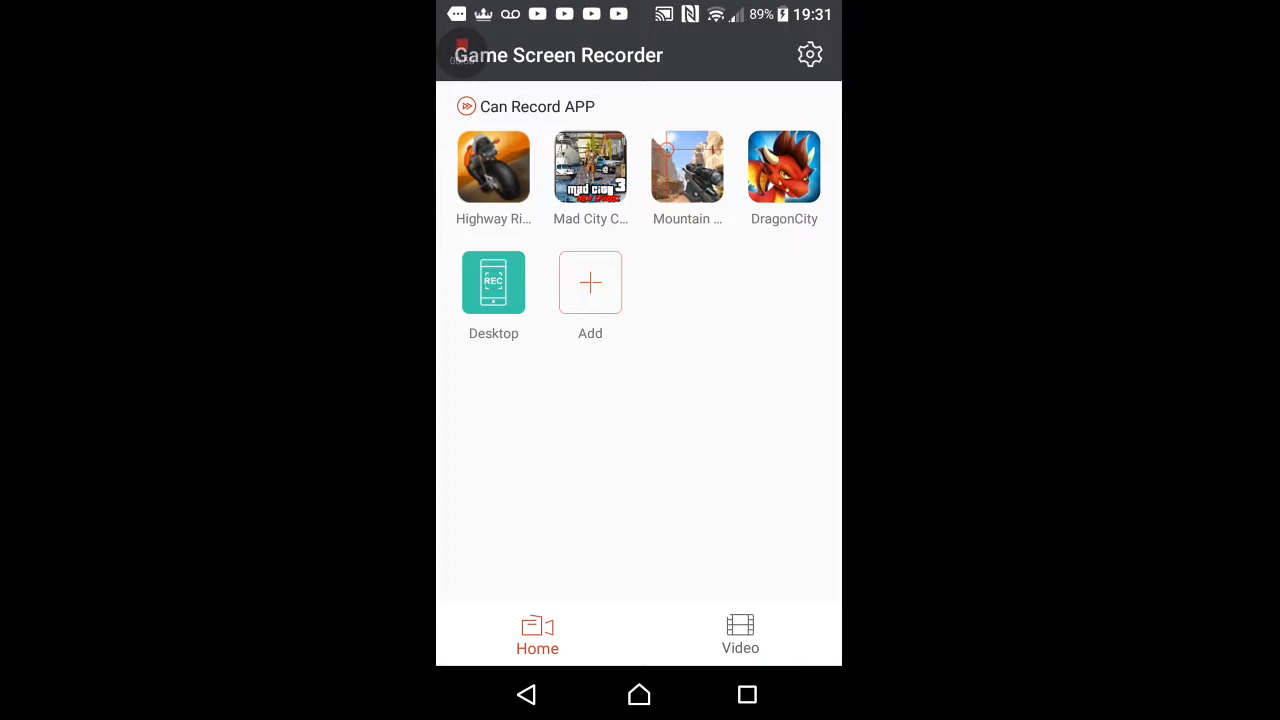 89% 19:31
Game Screen Recorder
Can Record APP
mad city 3
Highway Ri... Mad City C... Mountain ... DragonCity
REC
Desktop Add
Home Video